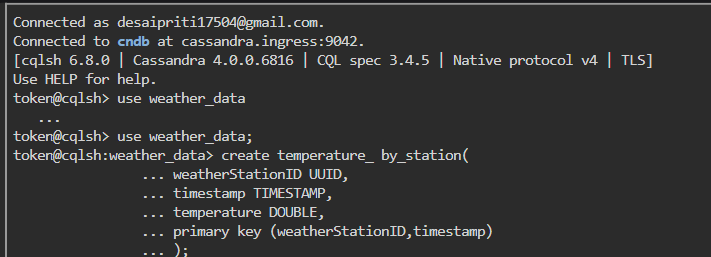 Connected as desaipriti17504@gmail.com.
Connected to cndb at cassandra.ingress:9042.
[cqlsh 6.8.0 | Cassandra 4.0.0.6816 | CQL spec 3.4.5 | Native protocol v4 | TLS]
Use HELP for help.
token@cqlsh> use weather_data
   ...
token@cqlsh> use weather_data;
token@cqlsh:weather_data> create temperature_ by_station(
                ... weatherStationID UUID,
                ... timestamp TIMESTAMP,
                ... temperature DOUBLE,
                ... primary key (weatherStationID,timestamp)
                ... );